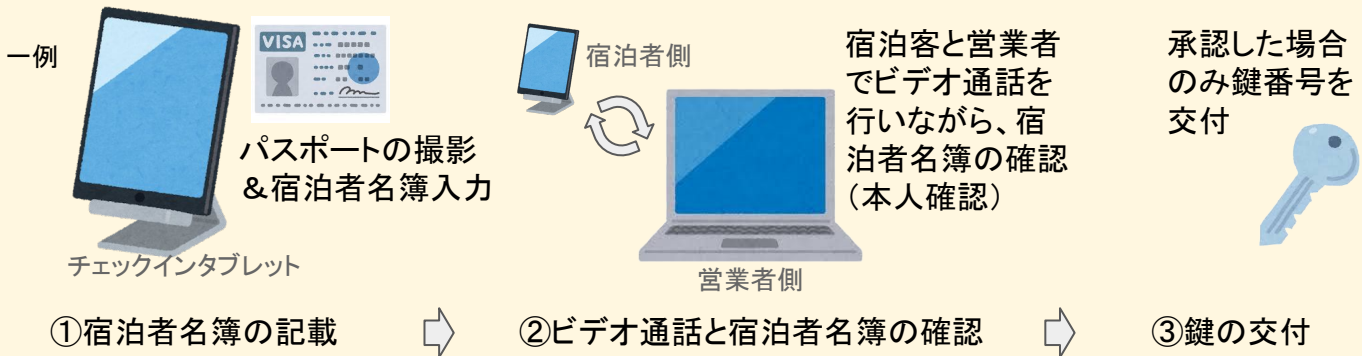 一例
VISA
パスポートの撮影
&宿泊者名簿入力
チェックインタブレット
宿泊者側
営業者側
宿泊客と営業者
でビデオ通話を
行いながら、宿
泊者名簿の確認
(本人確認)
承認した場合
のみ鍵番号を
交付
①宿泊者名簿の記載
②ビデオ通話と宿泊者名簿の確認
③鍵の交付